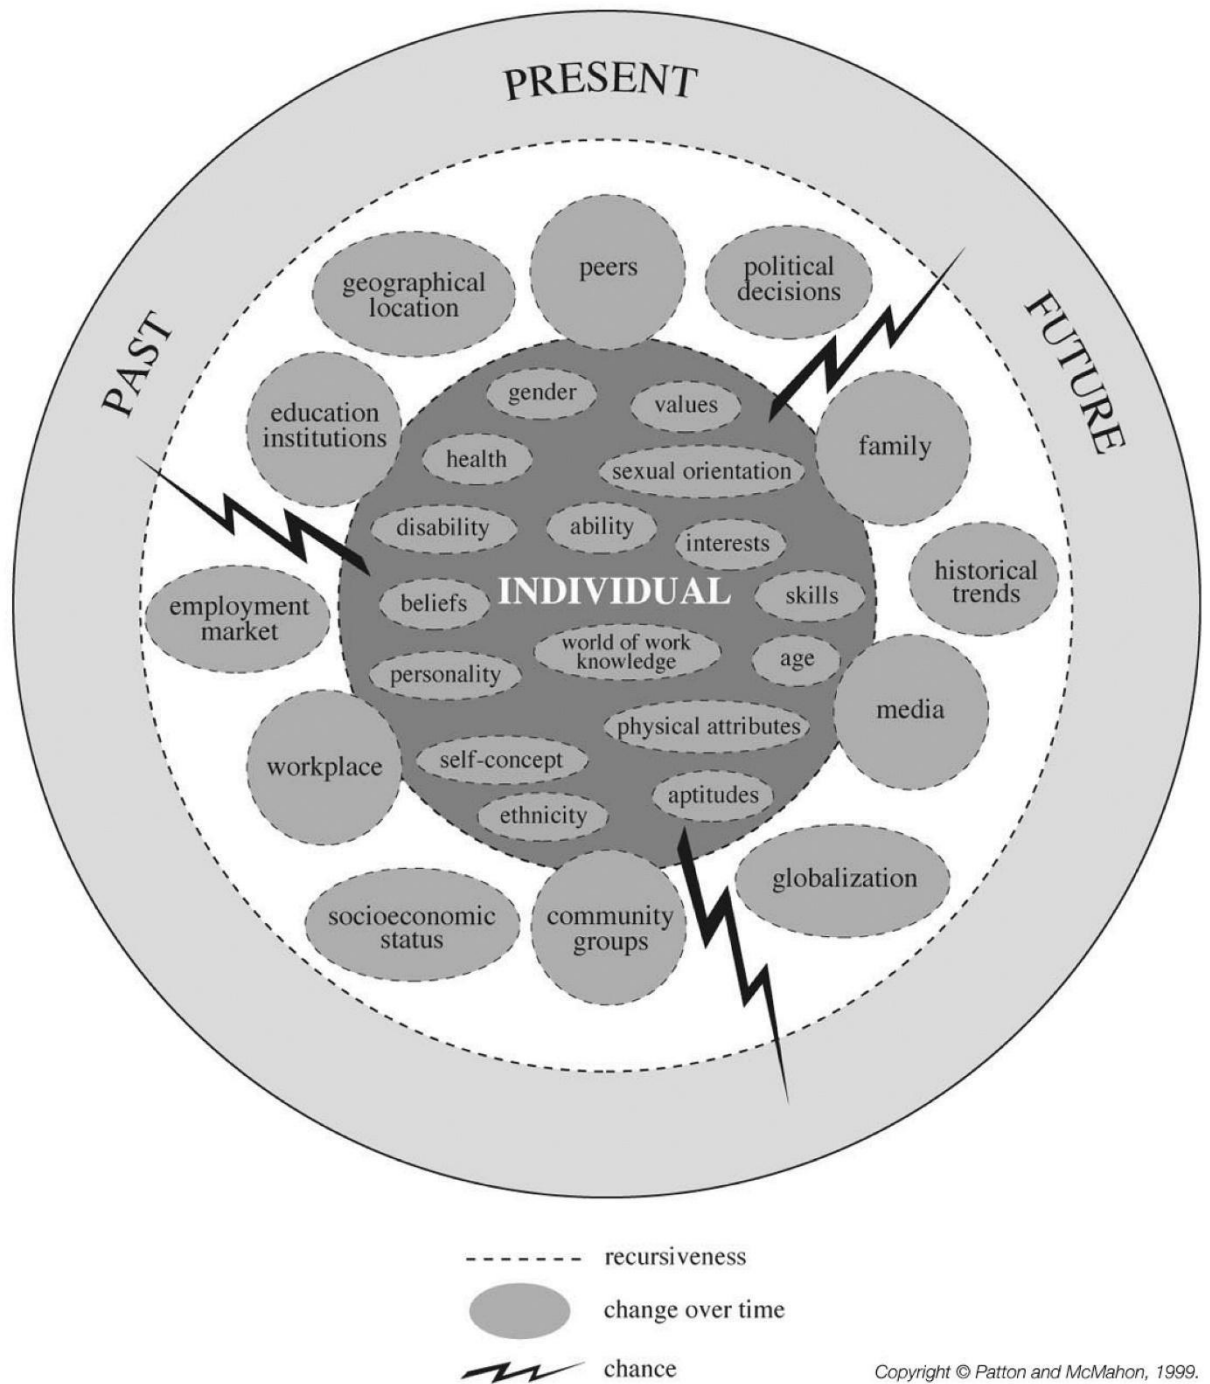 PRESENT
PAST
FUTURE
peers
political
decisions
geographical
location
education
institutions
family
gender
values
health
sexual orientation
disability
ability
interests
INDIVIDUAL
historical
trends
employment
market
beliefs
skills
world of work
knowledge
age
personality
physical attributes
media
workplace
self-concept
aptitudes
ethnicity
globalization
socioeconomic
status
community
groups
recursiveness
change over time
chance
Copyright © Patton and McMahon, 1999.